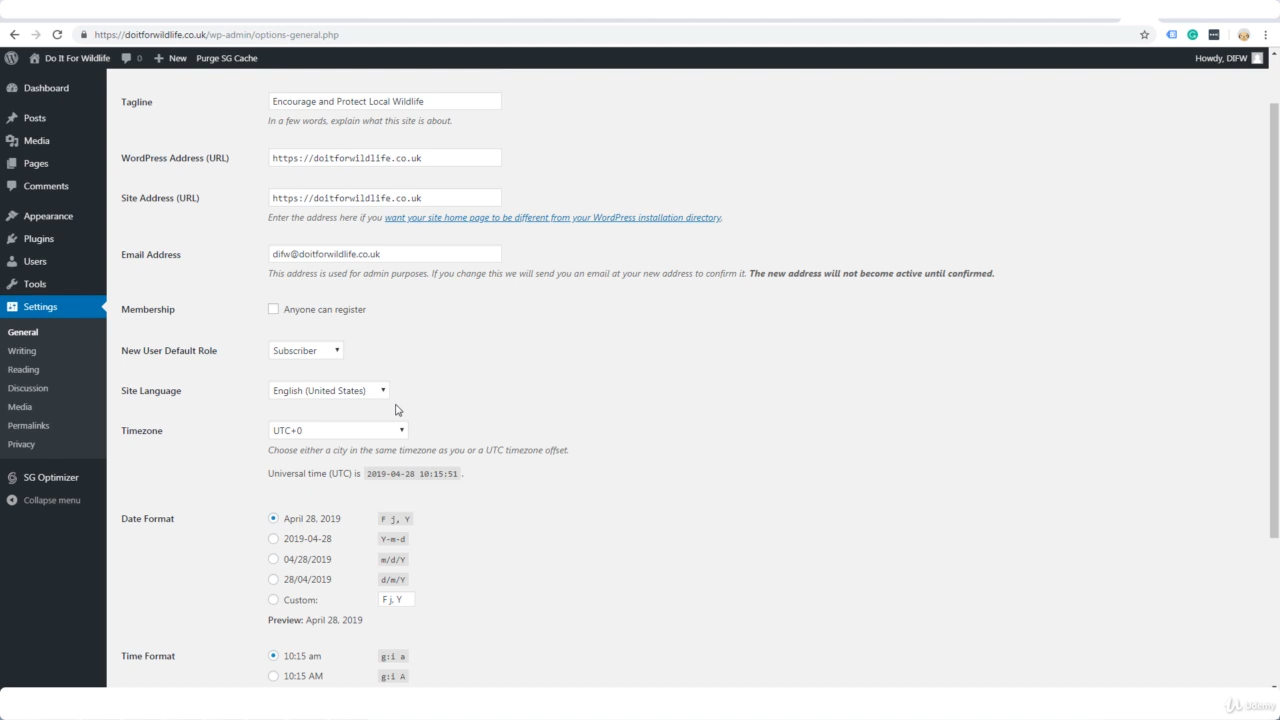 https://doitforwildlife.co.uk/wp-admin/options-general.php
Do It For Wildlife 0 New Purge SG Cache Howdy, DIFW
Dashboard
Posts
Media
Pages
Comments
Appearance
Plugins
Users
Tools
Settings
General
Writing
Reading
Discussion
Media
Permalinks
Privacy
SG Optimizer
Collapse menu
Tagline Encourage and Protect Local Wildlife
In a few words, explain what this site is about.
WordPress Address (URL) https://doitforwildlife.co.uk
Site Address (URL) https://doitforwildlife.co.uk
Enter the address here if you want your site home page to be different from your WordPress installation directory.
Email Address difw@doitforwildlife.co.uk
This address is used for admin purposes. If you change this we will send you an email at your new address to confirm it. The new address will not become active until confirmed.
Membership Anyone can register
New User Default Role Subscriber
Site Language English (United States)
Timezone UTC+0
Choose either a city in the same timezone as you or a UTC timezone offset.
Universal time (UTC) is 2019-04-28 10:15:51 .
Date Format April 28, 2019 F j, Y
2019-04-28 Y-m-d
04/28/2019 m/d/Y
28/04/2019 d/m/Y
Custom: F j, Y
Preview: April 28, 2019
Time Format 10:15 am g:i a
10:15 AM g:i A
Udemy